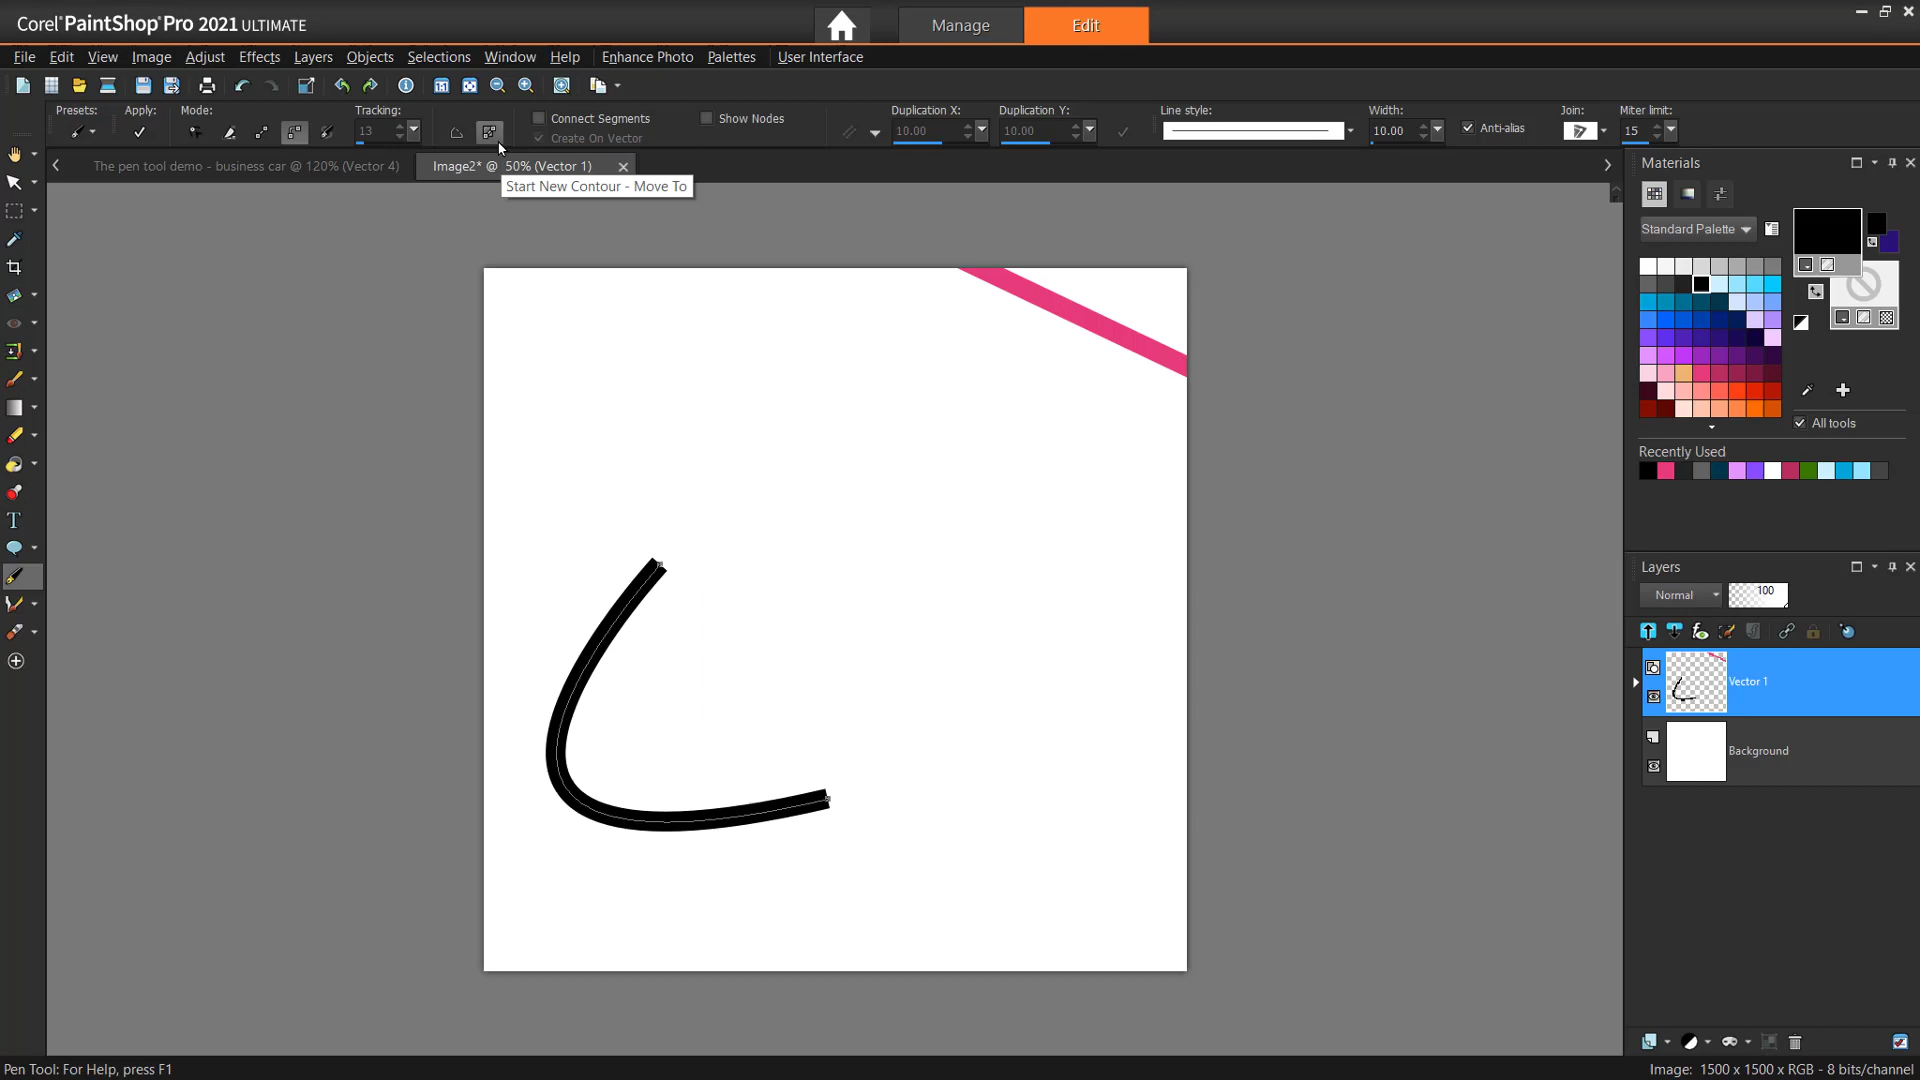 Corel PaintShop Pro 2021 ULTIMATE
Manage
Edit
File Edit View Image Adjust Effects Layers Objects Selections Window Help Enhance Photo Palettes User Interface
Presets: Apply: Mode: Tracking: Connect Segments Show Nodes Duplication X: Duplication Y: Line style: Width: Join: Miter limit:
13 Create On Vector 10.00 10.00 10.00 Anti-alias 15
The pen tool demo - business car @ 120% (Vector 4)
Image2* @ 50% (Vector 1)
Start New Contour - Move To
Materials
Standard Palette
All tools
Recently Used
Layers
Normal 100
Vector 1
Background
Pen Tool: For Help, press F1
Image: 1500 x 1500 x RGB - 8 bits/channel